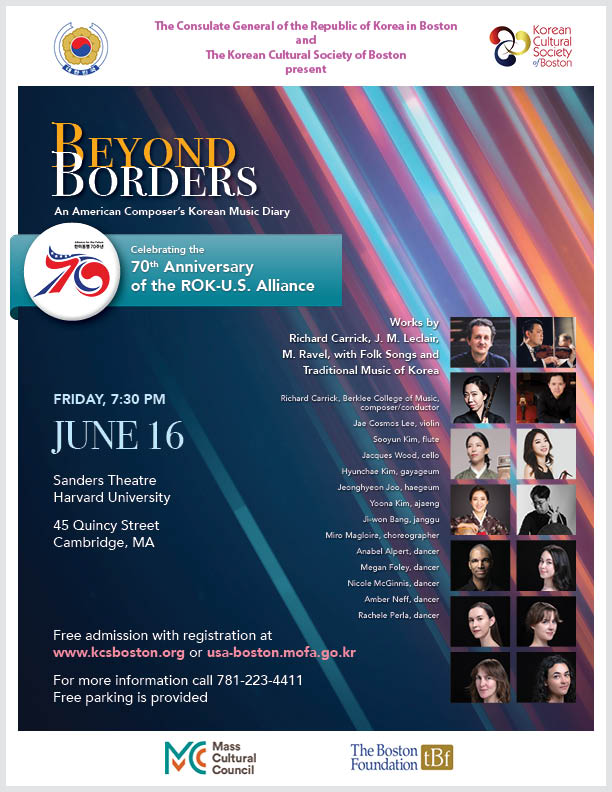 The Consulate General of the Republic of Korea in Boston
and
The Korean Cultural Society of Boston
present
대한민국
Korean
Cultural
Society
of Boston
BEYOND
BORDERS
An American Composer's Korean Music Diary
한미동맹 70주년
70
Celebrating the
70th Anniversary
of the ROK-U.S. Alliance
Works by
Richard Carrick, J. M. Leclair,
M. Ravel, with Folk Songs and
Traditional Music of Korea
Richard Carrick, Berklee College of Music,
composer/conductor
Jae Cosmos Lee, violin
Sooyun Kim, flute
Jacques Wood, cello
Hyunchae Kim, gayageum
Jeonghyeon Joo, haegeum
Yoona Kim, ajaeng
Ji-won Bang, janggu
Miro Magloire, choreographer
Anabel Alpert, dancer
Megan Foley, dancer
Nicole McGinnis, dancer
Amber Neff, dancer
Rachele Perla, dancer
FRIDAY, 7:30 PM
JUNE 16
Sanders Theatre
Harvard University
45 Quincy Street
Cambridge, MA
Free admission with registration at
www.kcsboston.org or usa-boston.mofa.go.kr
For more information call 781-223-4411
Free parking is provided
MCC
Mass
Cultural
Council
The Boston
Foundation
tBf